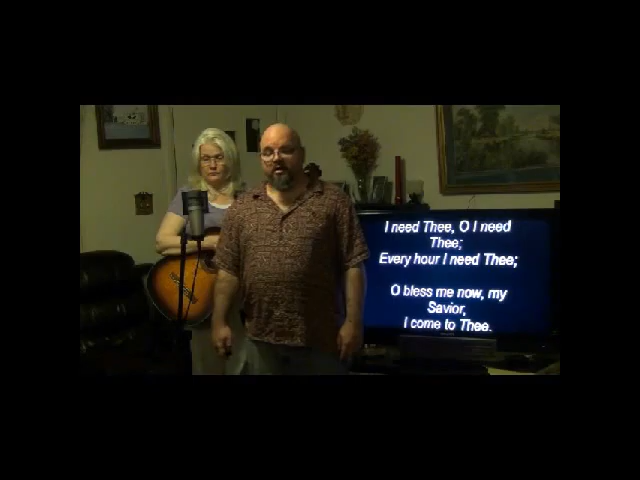 I need Thee, O I need
Thee;
Every hour I need Thee;
O bless me now, my
Savior,
I come to Thee.